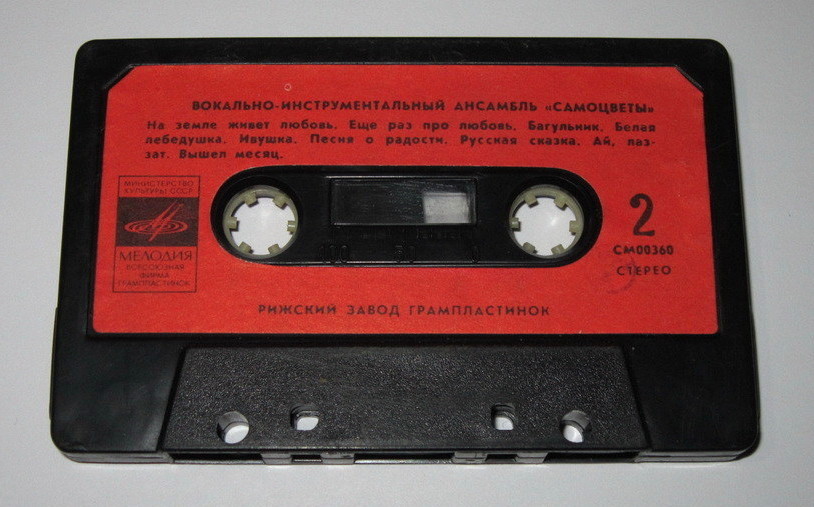 ВОКАЛЬНО-ИНСТРУМЕНТАЛЬНЫЙ АНСАМБЛЬ «САМОЦВЕТЫ»
На земле живет любовь. Еще раз про любовь. Багульник. Белая
лебедушка. Ивушка. Песня о радости. Русская сказка. Ай, лаз-
зат. Вышел месяц.
МИНИСТЕРСТВО
КУЛЬТУРЫ СССР
МЕЛОДИЯ
ВСЕСОЮЗНАЯ
ФИРМА
ГРАМПЛАСТИНОК
2
СМ00360
СТЕРЕО
100 50
РИЖСКИЙ ЗАВОД ГРАМПЛАСТИНОК